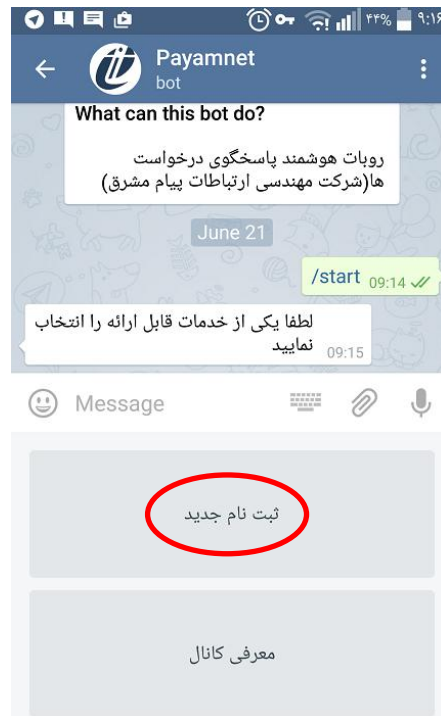 ۴۴% ۹:۱۶
Payamnet
bot
What can this bot do?
روبات هوشمند پاسخگوی درخواست
ها(شرکت مهندسی ارتباطات پیام مشرق)
June 21
/start 09:14
لطفا یکی از خدمات قابل ارائه را انتخاب
نمایید 09:15
Message
ثبت نام جدید
معرفی کانال